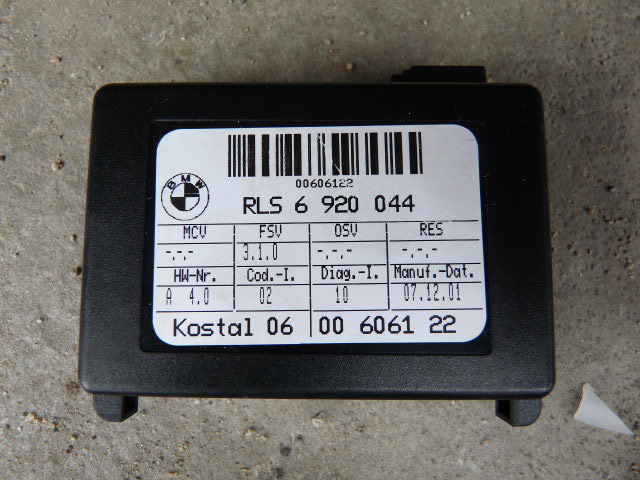 00606122
BMW
RLS 6 920 044
MCV FSV OSV RES
-.-. 3.1.0 -.-. -.-.
HW-Nr. Cod.-I. Diag.-I. Manuf.-Dat.
A 4.0 02 10 07.12.01
Kostal 06 00 6061 22